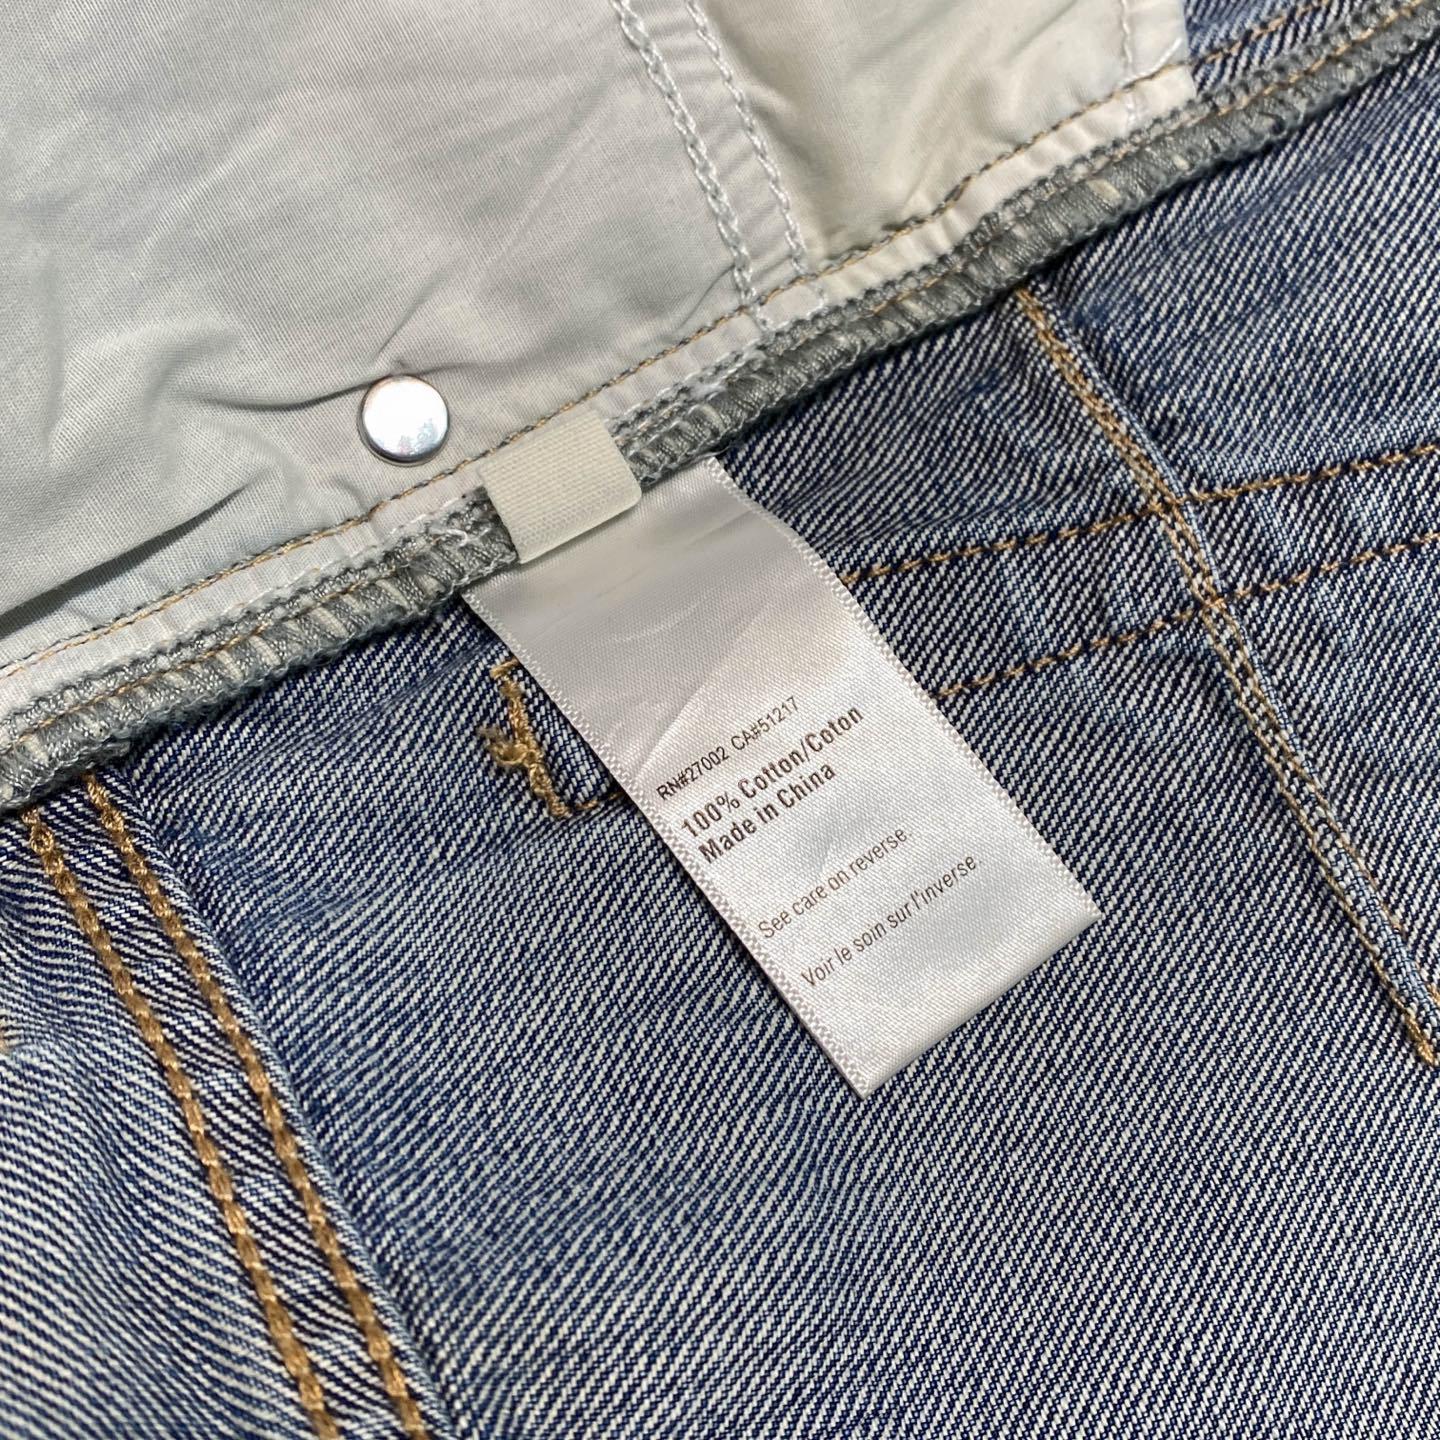 RN#27002 CA#51217
100% Cotton/Coton
Made in China
See care on reverse.
Voir le soin sur l'inverse.